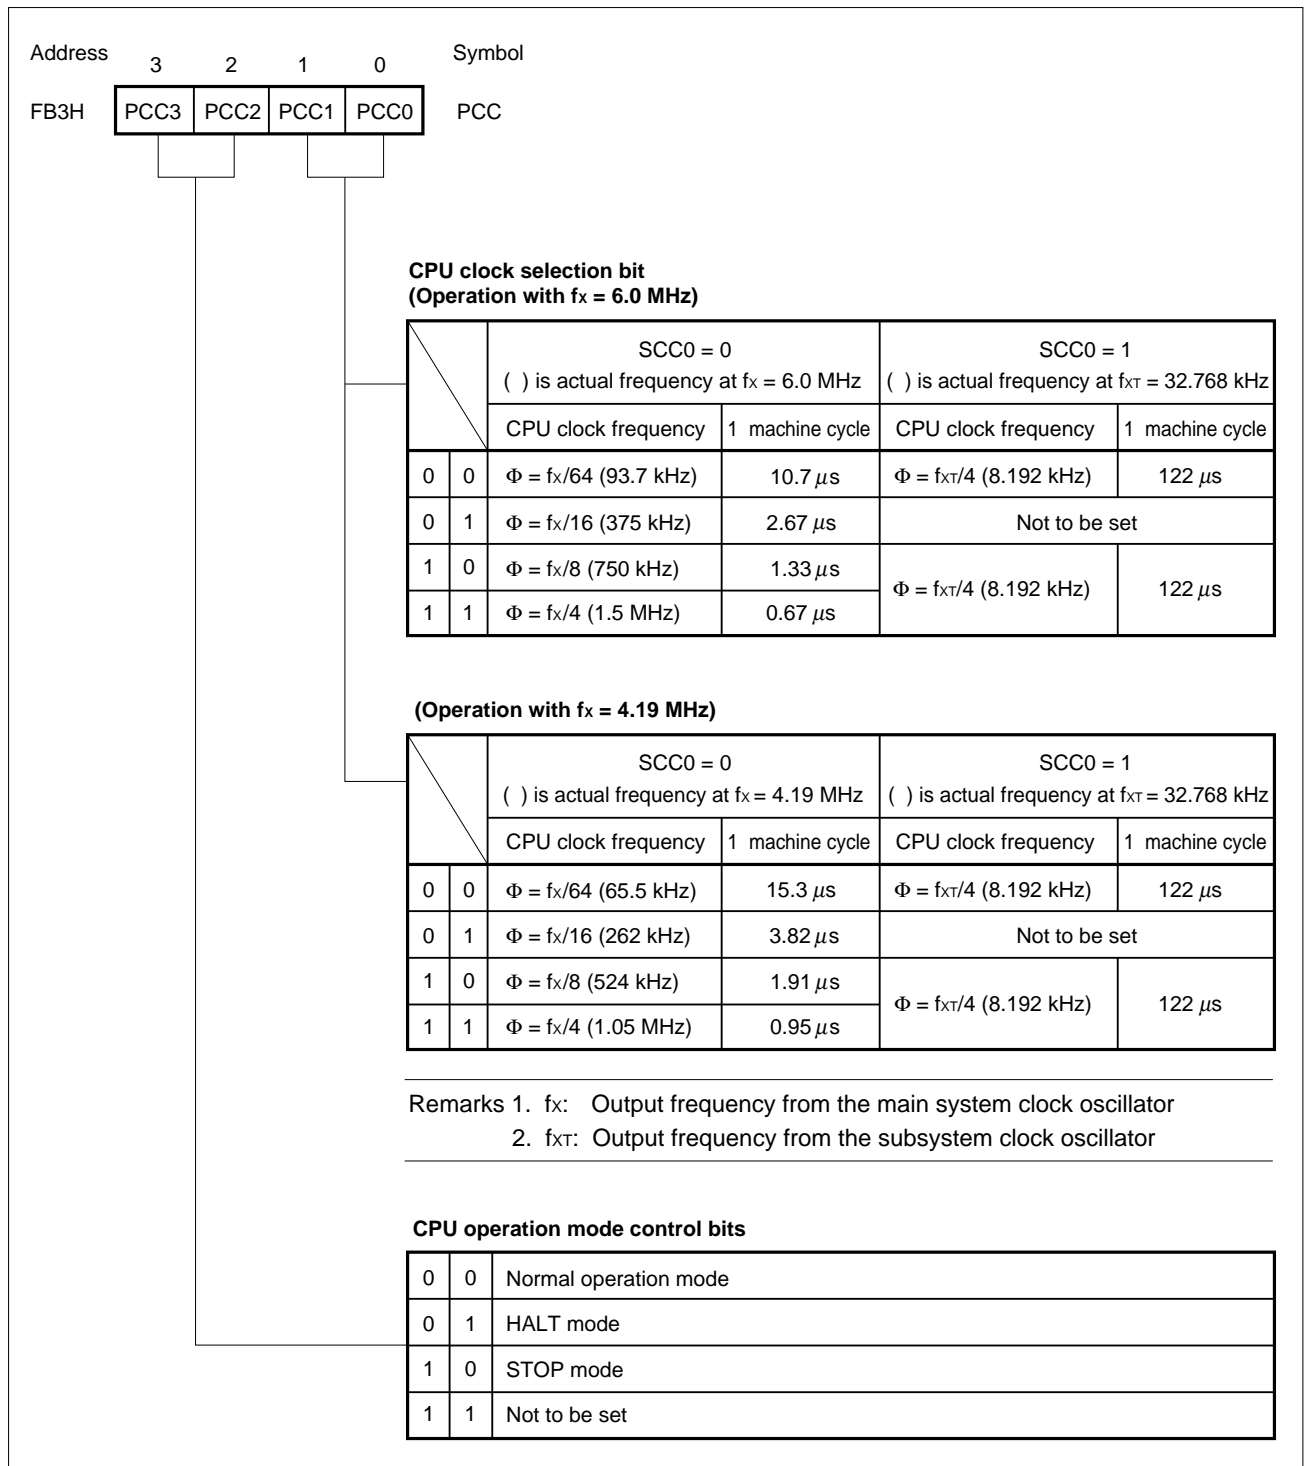 Address 3 2 1 0 Symbol
FB3H PCC3 PCC2 PCC1 PCC0 PCC
CPU clock selection bit
(Operation with fX = 6.0 MHz)
SCC0 = 0 SCC0 = 1
( ) is actual frequency at fX = 6.0 MHz ( ) is actual frequency at fXT = 32.768 kHz
CPU clock frequency 1 machine cycle CPU clock frequency 1 machine cycle
0 0 Φ = fX/64 (93.7 kHz) 10.7 µs Φ = fXT/4 (8.192 kHz) 122 µs
0 1 Φ = fX/16 (375 kHz) 2.67 µs Not to be set
1 0 Φ = fX/8 (750 kHz) 1.33 µs Φ = fXT/4 (8.192 kHz) 122 µs
1 1 Φ = fX/4 (1.5 MHz) 0.67 µs
(Operation with fX = 4.19 MHz)
SCC0 = 0 SCC0 = 1
( ) is actual frequency at fX = 4.19 MHz ( ) is actual frequency at fXT = 32.768 kHz
CPU clock frequency 1 machine cycle CPU clock frequency 1 machine cycle
0 0 Φ = fX/64 (65.5 kHz) 15.3 µs Φ = fXT/4 (8.192 kHz) 122 µs
0 1 Φ = fX/16 (262 kHz) 3.82 µs Not to be set
1 0 Φ = fX/8 (524 kHz) 1.91 µs Φ = fXT/4 (8.192 kHz) 122 µs
1 1 Φ = fX/4 (1.05 MHz) 0.95 µs
Remarks 1. fX: Output frequency from the main system clock oscillator
2. fXT: Output frequency from the subsystem clock oscillator
CPU operation mode control bits
0 0 Normal operation mode
0 1 HALT mode
1 0 STOP mode
1 1 Not to be set